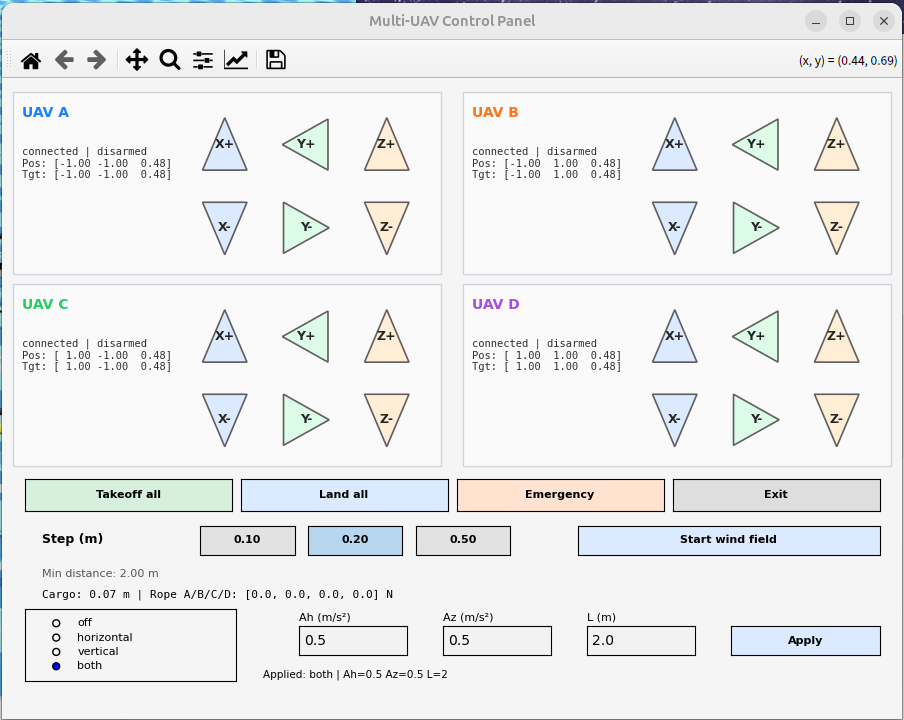 Multi-UAV Control Panel
(x, y) = (0.44, 0.69)
UAV A
connected | disarmed
Pos: [-1.00 -1.00  0.48]
Tgt: [-1.00 -1.00  0.48]
X+ Y+ Z+
X- Y- Z-
UAV B
connected | disarmed
Pos: [-1.00  1.00  0.48]
Tgt: [-1.00  1.00  0.48]
X+ Y+ Z+
X- Y- Z-
UAV C
connected | disarmed
Pos: [ 1.00 -1.00  0.48]
Tgt: [ 1.00 -1.00  0.48]
X+ Y+ Z+
X- Y- Z-
UAV D
connected | disarmed
Pos: [ 1.00  1.00  0.48]
Tgt: [ 1.00  1.00  0.48]
X+ Y+ Z+
X- Y- Z-
Takeoff all Land all Emergency Exit
Step (m) 0.10 0.20 0.50 Start wind field
Min distance: 2.00 m
Cargo: 0.07 m | Rope A/B/C/D: [0.0, 0.0, 0.0, 0.0] N
off
horizontal
vertical
both
Ah (m/s²) Az (m/s²) L (m)
0.5 0.5 2.0 Apply
Applied: both | Ah=0.5 Az=0.5 L=2